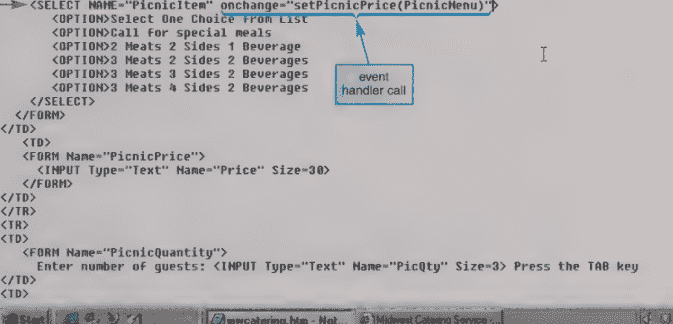 <SELECT NAME="PicnicItem" onchange="setPicnicPrice(PicnicMenu)">
<OPTION>Select One Choice from List
<OPTION>Call for special meals
<OPTION>2 Meats 2 Sides 1 Beverage
<OPTION>3 Meats 2 Sides 2 Beverages
<OPTION>3 Meats 3 Sides 2 Beverages
<OPTION>3 Meats 4 Sides 2 Beverages
</SELECT>
event
handler call
</FORM>
</TD>
<TD>
<FORM Name="PicnicPrice">
<INPUT Type="Text" Name="Price" Size=30>
</FORM>
</TD>
</TR>
<TR>
<TD>
<FORM Name="PicnicQuantity">
Enter number of guests: <INPUT Type="Text" Name="PicQty" Size=3> Press the TAB key
</TD>
<TD>
Start mwcatering.htm - Not... Midwest Catering Service -